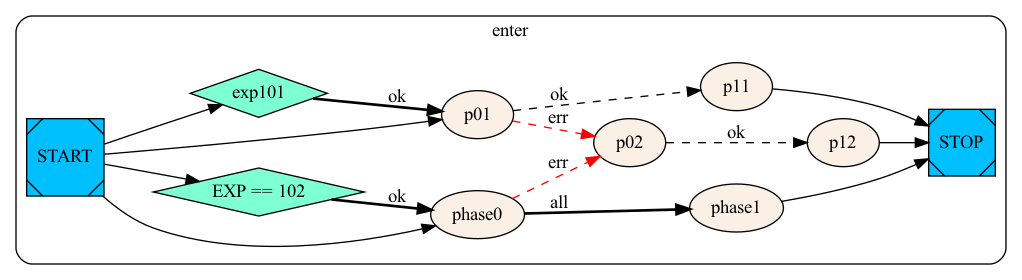 enter
exp101
ok
p01
ok
err
p11
START
p02
ok
p12
STOP
err
EXP == 102
ok
phase0
all
phase1